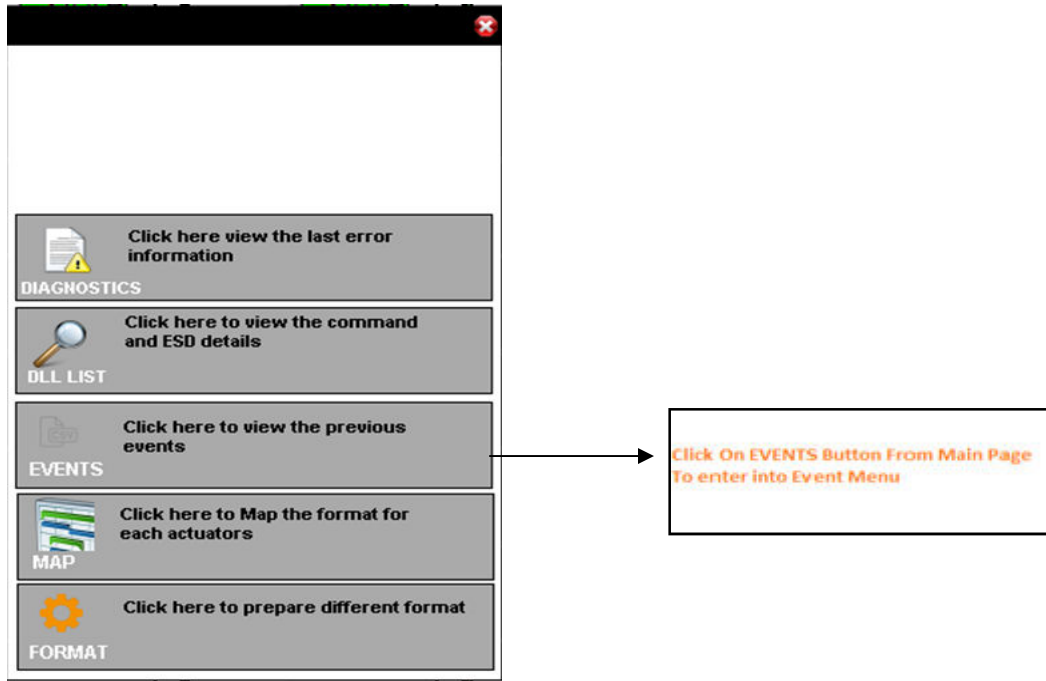 Click here view the last error
information
DIAGNOSTICS
Click here to view the command
and ESD details
DLL LIST
Click here to view the previous
events
CSV
EVENTS
Click On EVENTS Button From Main Page
To enter into Event Menu
Click here to Map the format for
each actuators
MAP
Click here to prepare different format
FORMAT